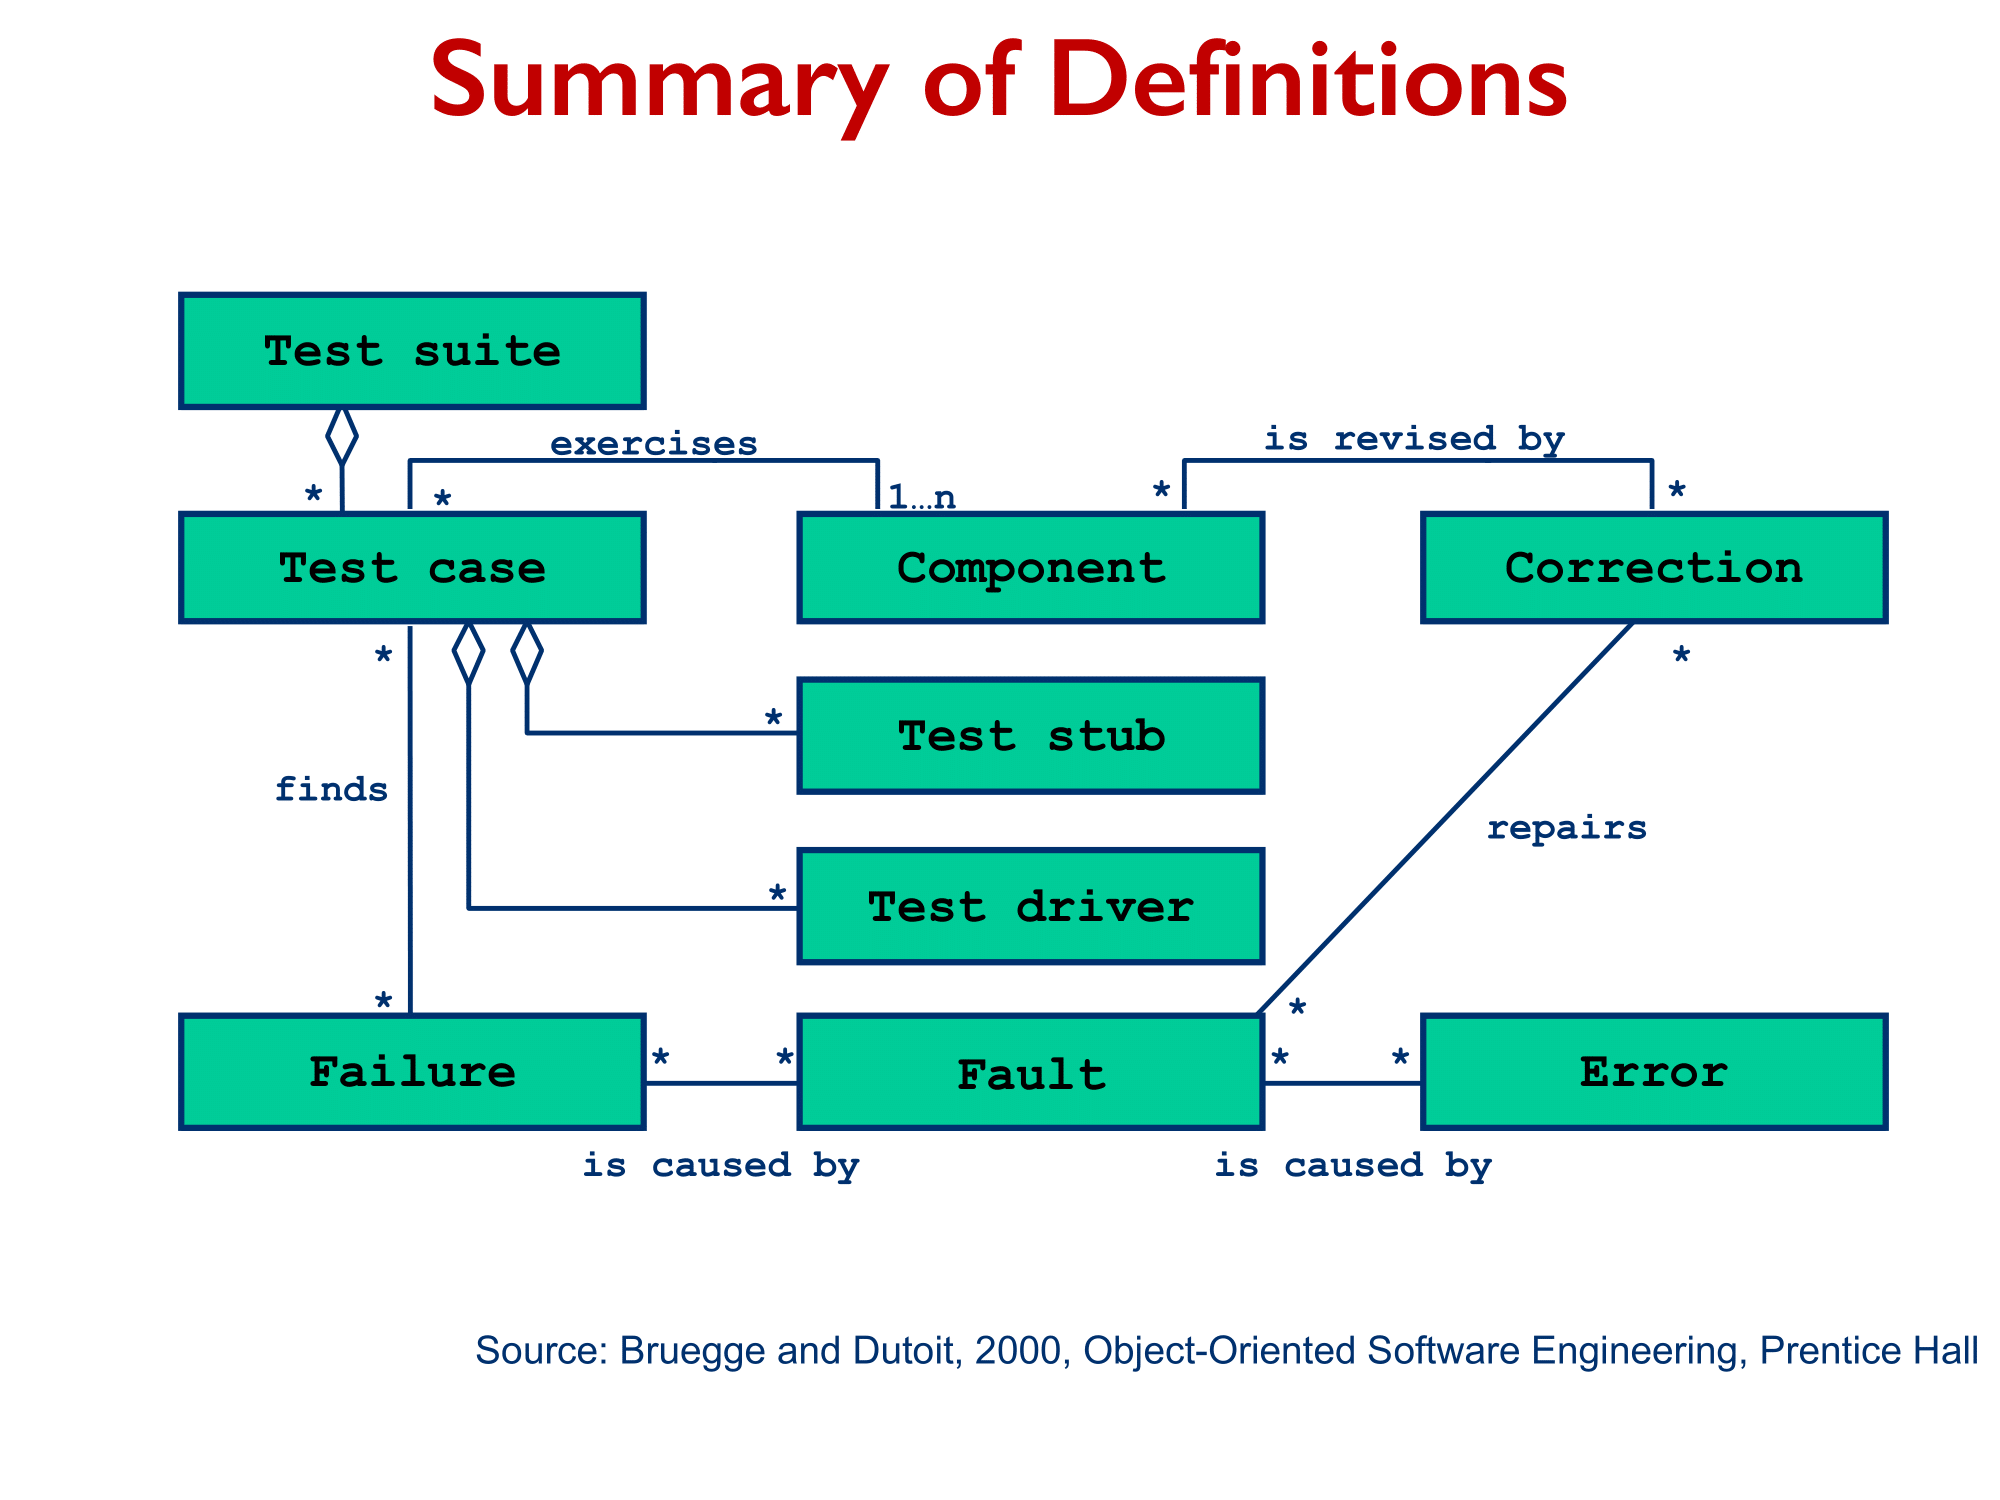 Summary of Definitions
Test suite
exercises
is revised by
* * 1…n * *
Test case
Component
Correction
* *
Test stub
*
finds
repairs
Test driver
*
* *
Failure
* *
Fault
* *
Error
is caused by
is caused by
Source: Bruegge and Dutoit, 2000, Object-Oriented Software Engineering, Prentice Hall